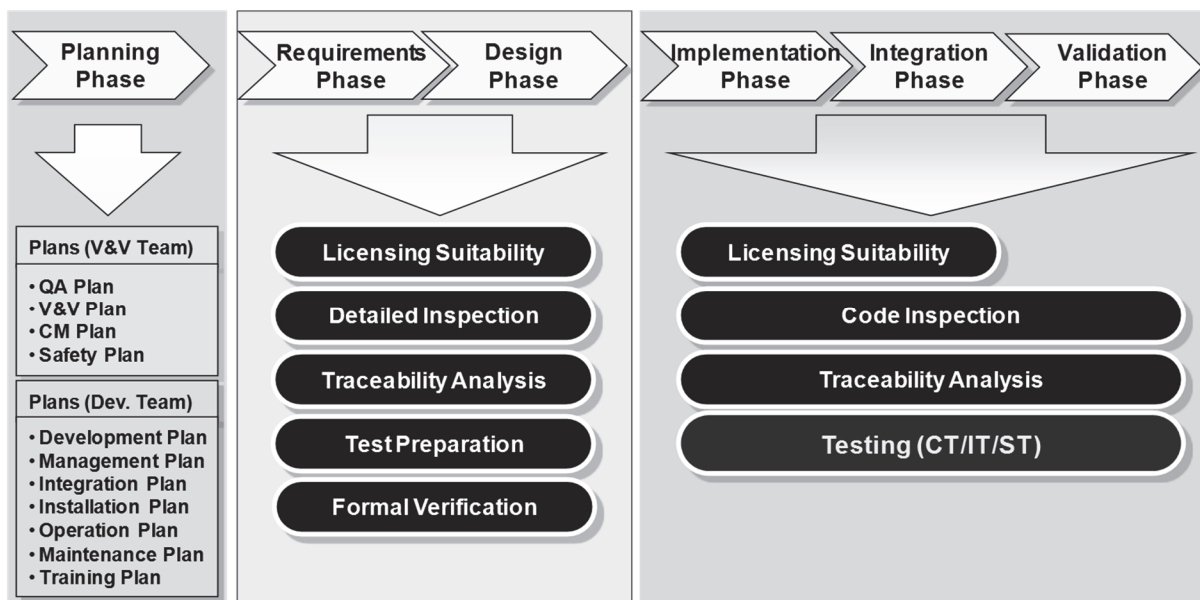 Planning
Phase
Requirements
Phase
Design
Phase
Implementation
Phase
Integration
Phase
Validation
Phase
Plans (V&V Team)
• QA Plan
• V&V Plan
• CM Plan
• Safety Plan
Plans (Dev. Team)
• Development Plan
• Management Plan
• Integration Plan
• Installation Plan
• Operation Plan
• Maintenance Plan
• Training Plan
Licensing Suitability
Detailed Inspection
Traceability Analysis
Test Preparation
Formal Verification
Licensing Suitability
Code Inspection
Traceability Analysis
Testing (CT/IT/ST)